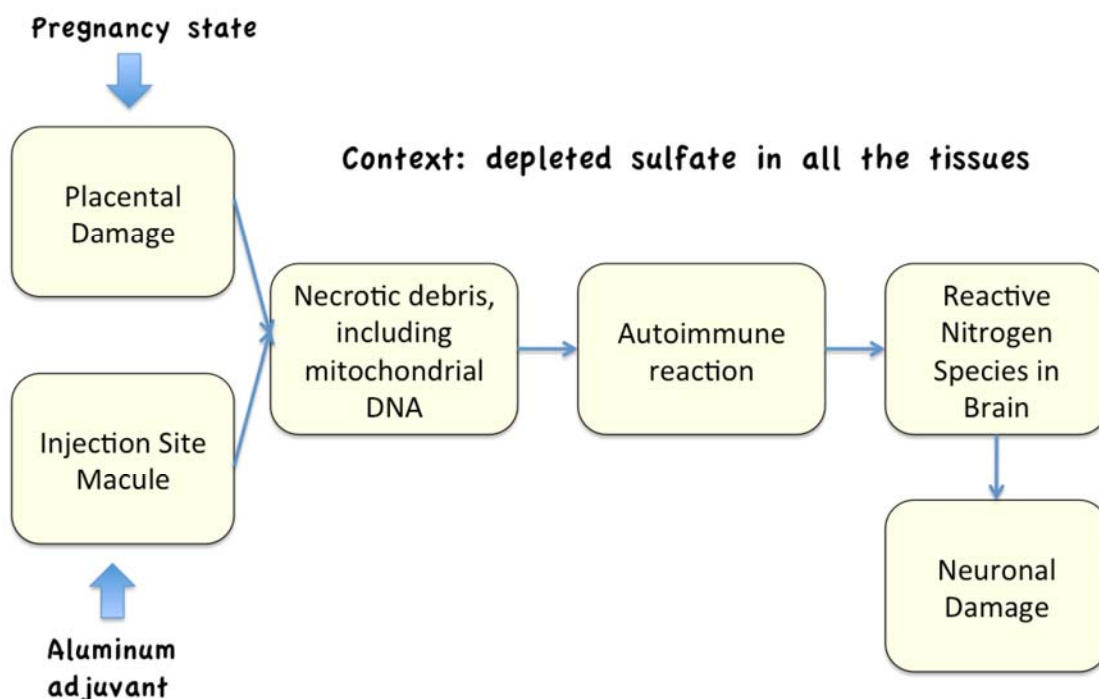 Pregnancy state
Context: depleted sulfate in all the tissues
Placental
Damage
Injection Site
Macule
Aluminum
adjuvant
Necrotic debris,
including
mitochondrial
DNA
Autoimmune
reaction
Reactive
Nitrogen
Species in
Brain
Neuronal
Damage